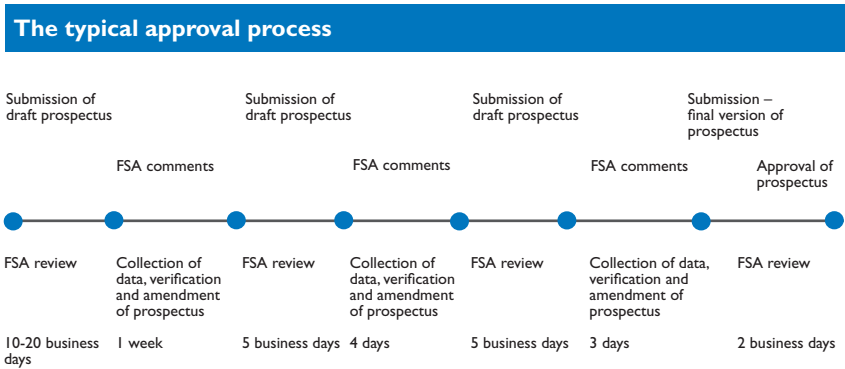 The typical approval process
Submission of
draft prospectus
Submission of
draft prospectus
Submission of
draft prospectus
Submission –
final version of
prospectus
FSA comments
FSA comments
FSA comments
Approval of
prospectus
FSA review
Collection of
data, verification
and amendment
of prospectus
FSA review
Collection of
data, verification
and amendment
of prospectus
FSA review
Collection of data,
verification and
amendment of
prospectus
FSA review
10-20 business
days
1 week
5 business days
4 days
5 business days
3 days
2 business days